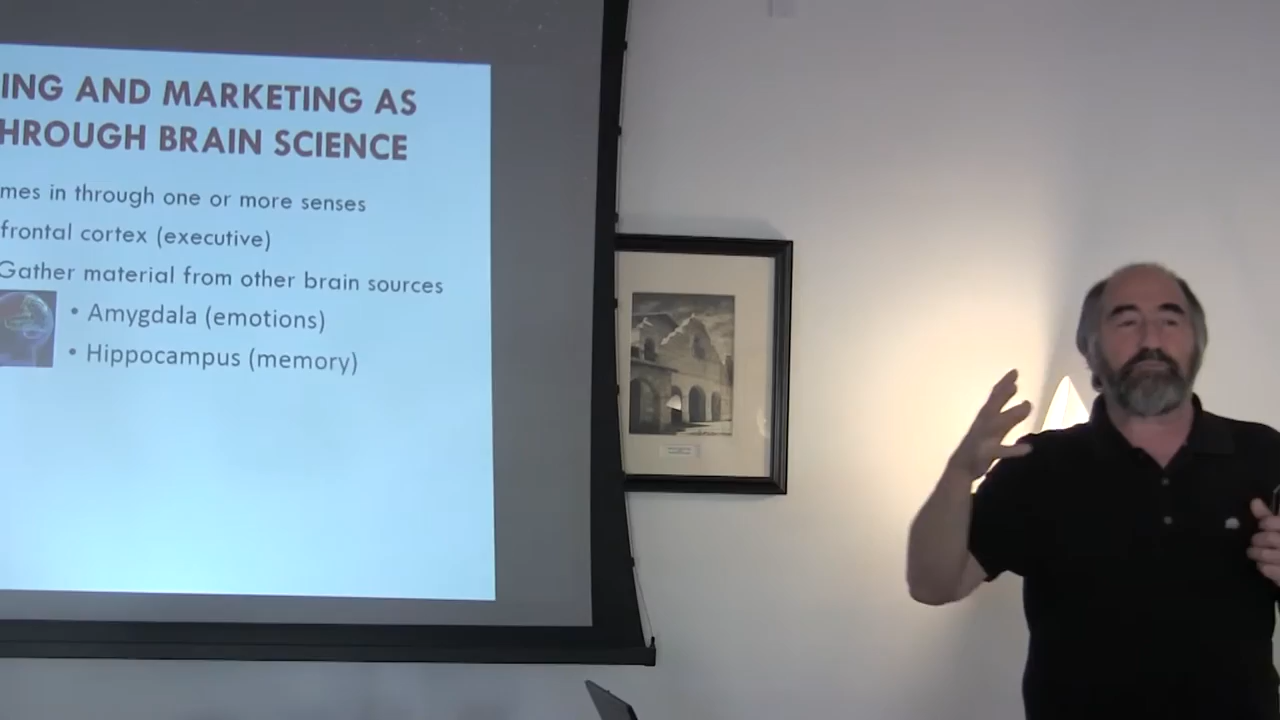 ING AND MARKETING AS
HROUGH BRAIN SCIENCE
mes in through one or more senses
frontal cortex (executive)
Gather material from other brain sources
• Amygdala (emotions)
• Hippocampus (memory)